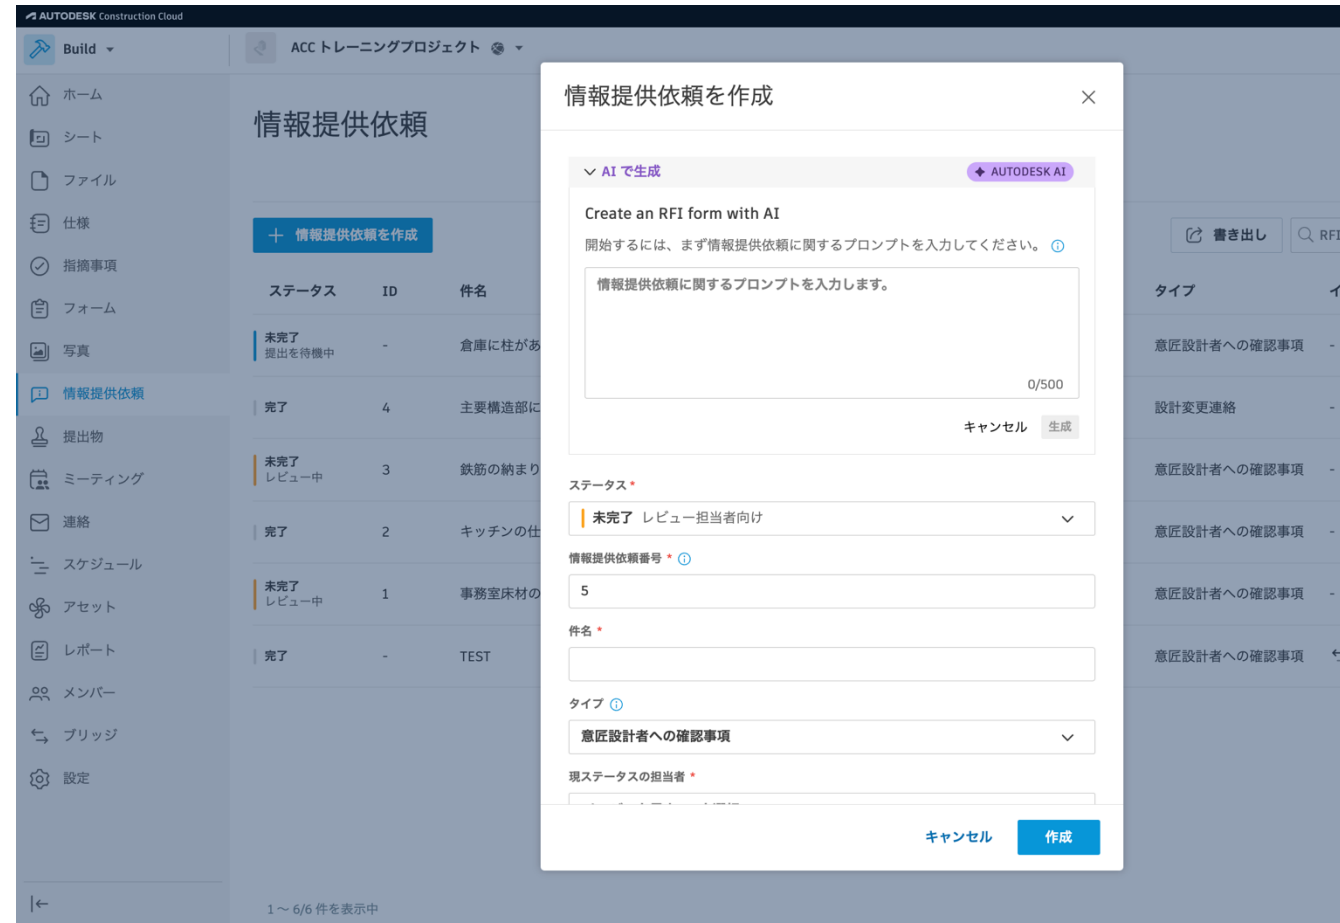 AUTODESK Construction Cloud
Build
ACC トレーニングプロジェクト
ホーム
シート
ファイル
仕様
指摘事項
フォーム
写真
情報提供依頼
提出物
ミーティング
連絡
スケジュール
アセット
レポート
メンバー
ブリッジ
設定
情報提供依頼
情報提供依頼を作成
書き出し
RFI
ステータス ID 件名 タイプ
未完了
提出を待機中
- 倉庫に柱があ 意匠設計者への確認事項 -
完了 4 主要構造部に 設計変更連絡 -
未完了
レビュー中
3 鉄筋の納まり 意匠設計者への確認事項 -
完了 2 キッチンの仕 意匠設計者への確認事項 -
未完了
レビュー中
1 事務室床材の 意匠設計者への確認事項 -
完了 - TEST 意匠設計者への確認事項
1 ～ 6/6 件を表示中
情報提供依頼を作成
AI で生成
AUTODESK AI
Create an RFI form with AI
開始するには、まず情報提供依頼に関するプロンプトを入力してください。
情報提供依頼に関するプロンプトを入力します。
0/500
キャンセル 生成
ステータス *
未完了 レビュー担当者向け
情報提供依頼番号 *
5
件名 *
タイプ
意匠設計者への確認事項
現ステータスの担当者 *
キャンセル 作成